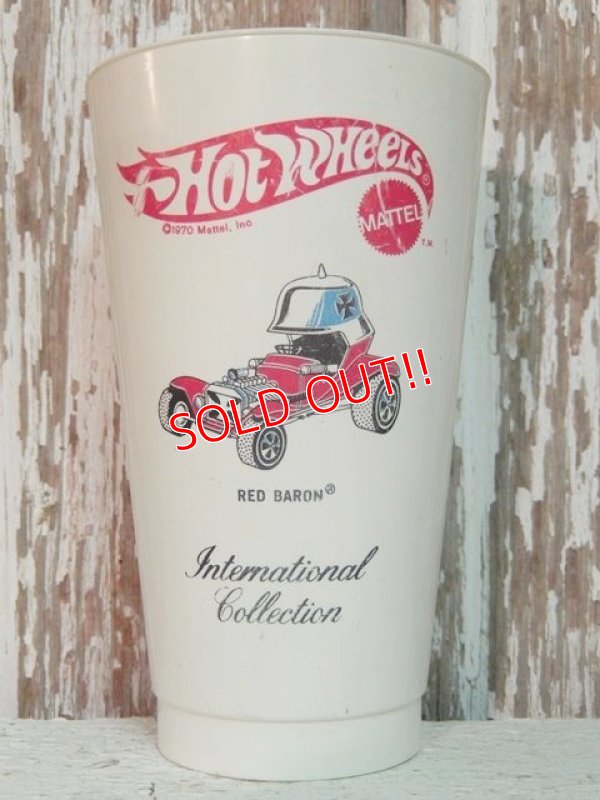 Hot Wheels®
MATTEL
T.M.
©1970 Mattel, Inc
SOLD OUT!!
RED BARON®
International
Collection